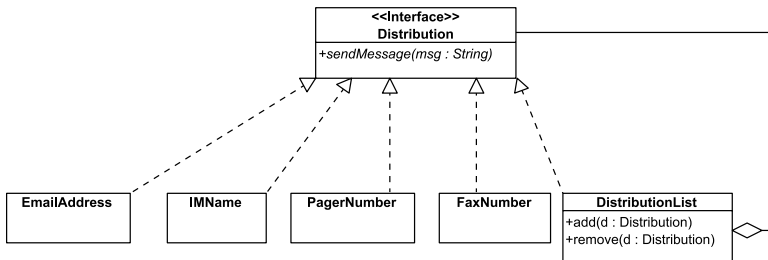 <<Interface>>
Distribution
+sendMessage(msg : String)
EmailAddress
IMName
PagerNumber
FaxNumber
DistributionList
+add(d : Distribution)
+remove(d : Distribution)